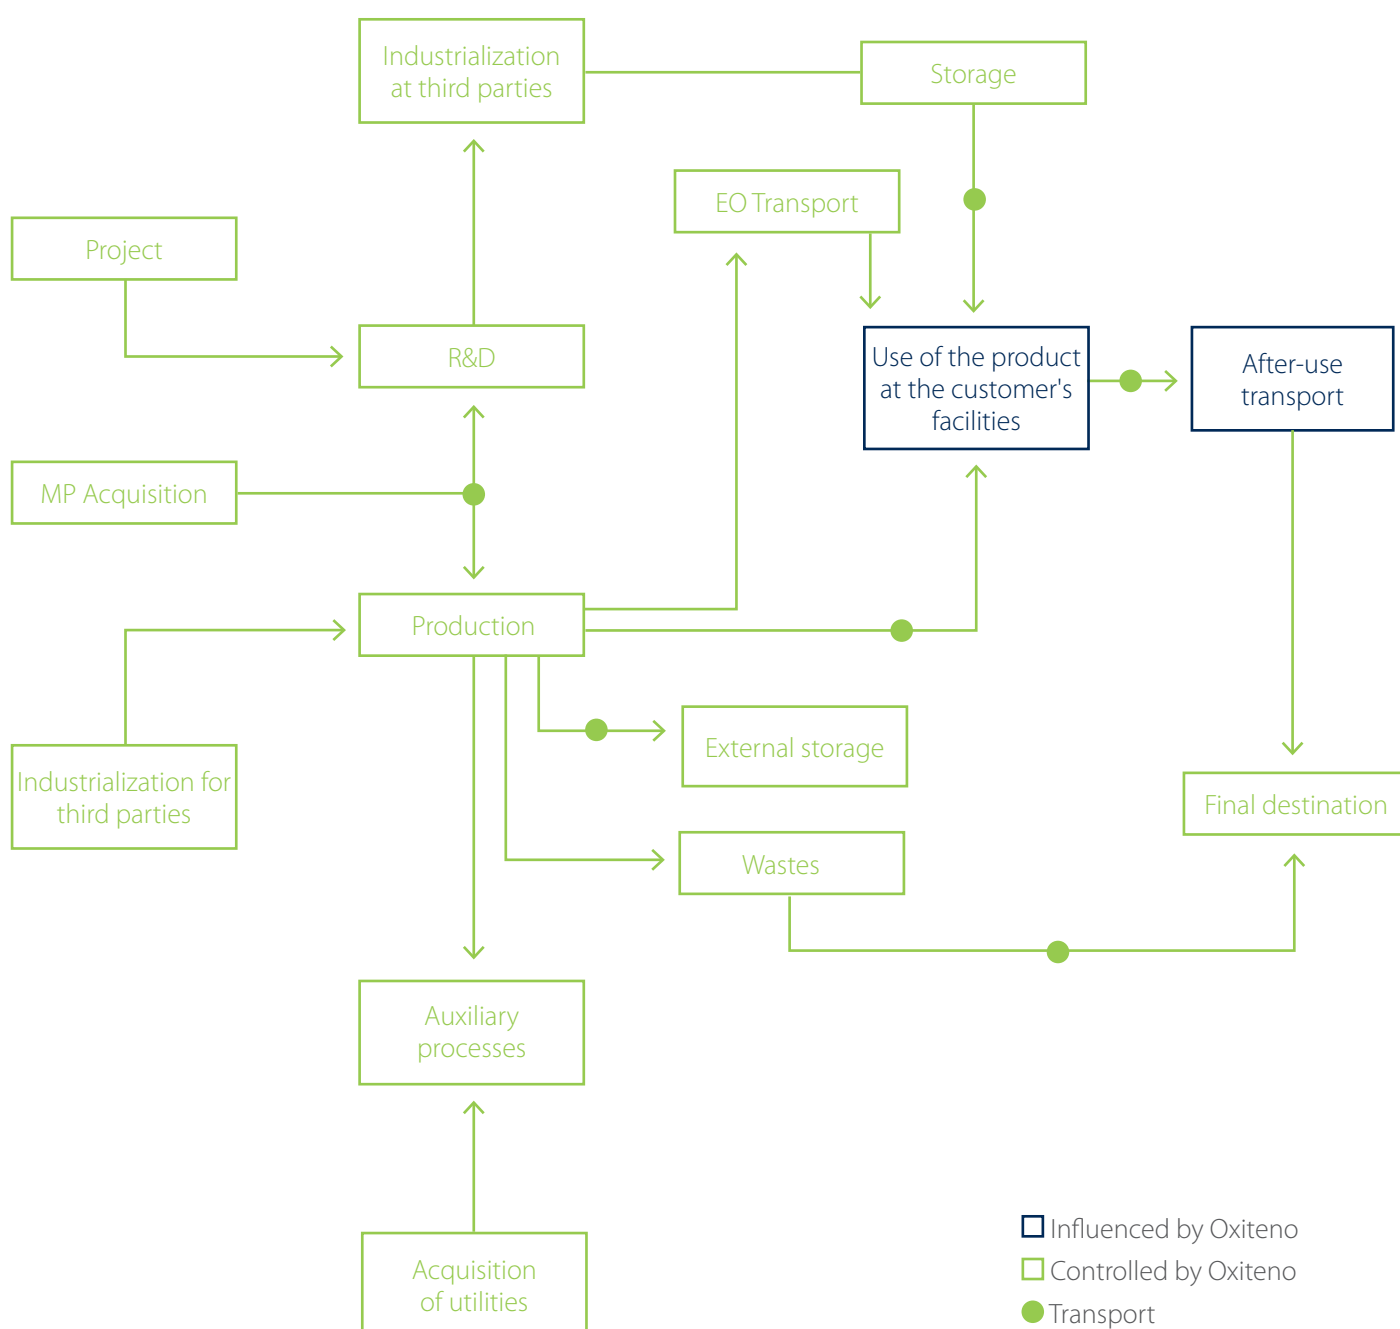 Industrialization
at third parties
Storage
EO Transport
Project
R&D
Use of the product
at the customer's
facilities
After-use
transport
MP Acquisition
Production
External storage
Industrialization for
third parties
Final destination
Wastes
Auxiliary
processes
Acquisition
of utilities
Influenced by Oxiteno
Controlled by Oxiteno
Transport